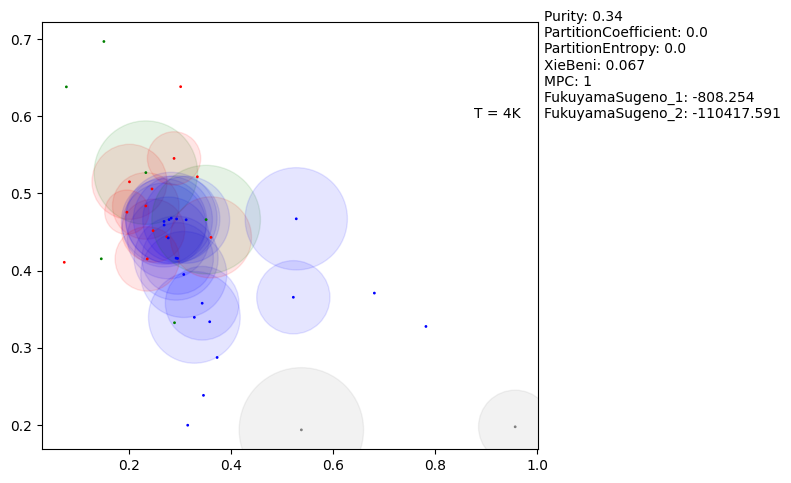 Purity: 0.34
PartitionCoefficient: 0.0
PartitionEntropy: 0.0
XieBeni: 0.067
MPC: 1
FukuyamaSugeno_1: -808.254
FukuyamaSugeno_2: -110417.591
T = 4K
0.7
0.6
0.5
0.4
0.3
0.2
0.2
0.4
0.6
0.8
1.0